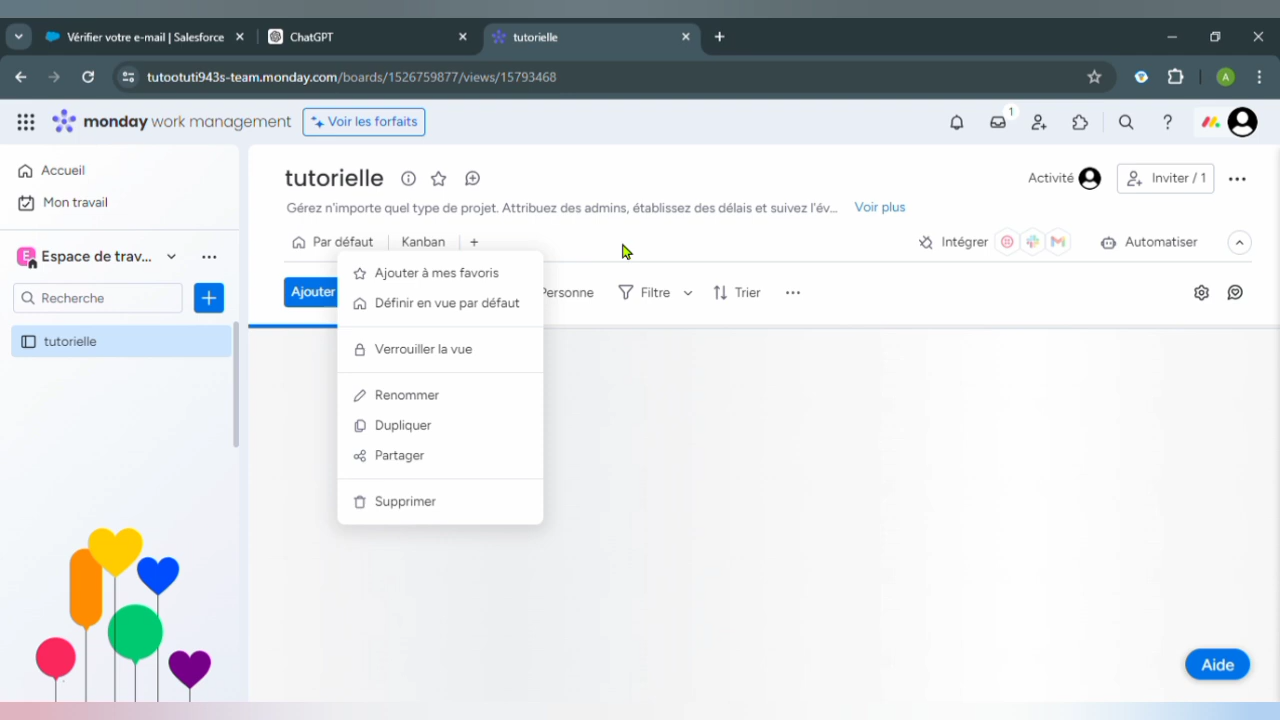 Vérifier votre e-mail | Salesforce
ChatGPT
tutorielle
tutootuti943s-team.monday.com/boards/1526759877/views/15793468
A
monday work management
Voir les forfaits
1
Accueil
Mon travail
E
Espace de trav...
Recherche
tutorielle
tutorielle
Activité
Inviter / 1
Gérez n'importe quel type de projet. Attribuez des admins, établissez des délais et suivez l'év...
Voir plus
Par défaut
Kanban
Intégrer
Automatiser
Ajouter
Personne
Filtre
Trier
Ajouter à mes favoris
Définir en vue par défaut
Verrouiller la vue
Renommer
Dupliquer
Partager
Supprimer
Aide